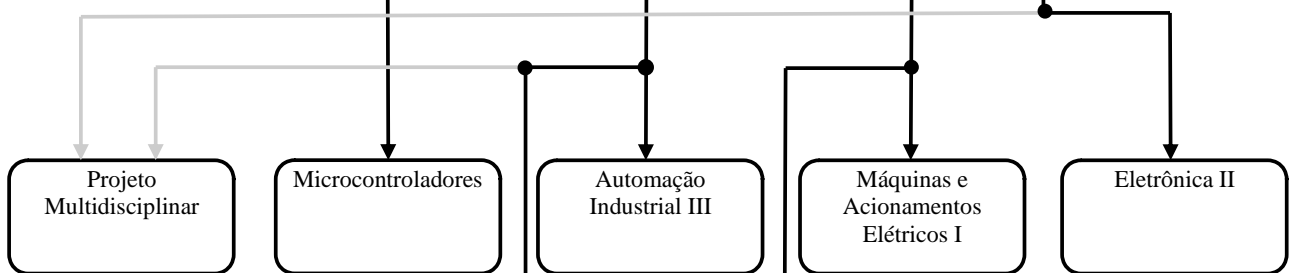 Projeto
Multidisciplinar
Microcontroladores
Automação
Industrial III
Máquinas e
Acionamentos
Elétricos I
Eletrônica II